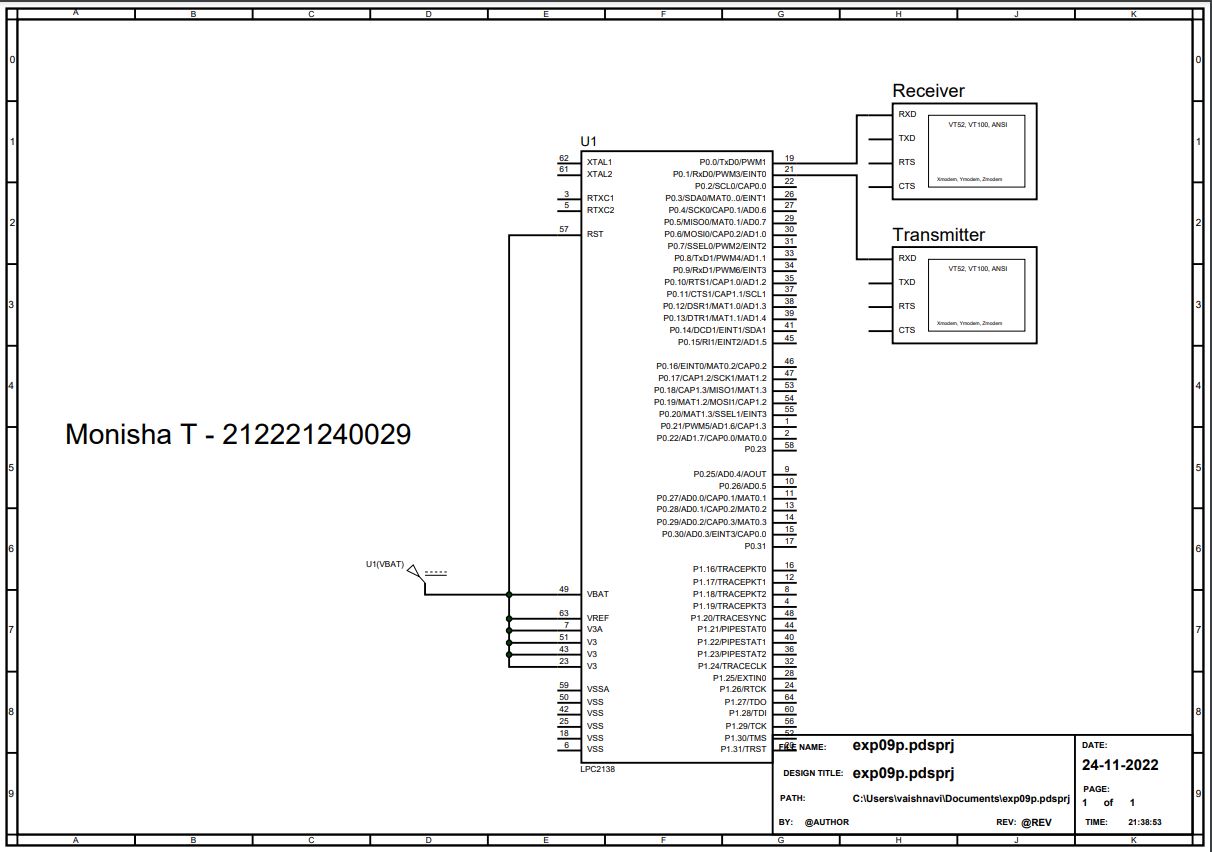 A B C D E F G H J K
0 0
1 1
2 2
3 3
4 4
5 5
6 6
7 7
8 8
9 9
Receiver
RXD
TXD
RTS
CTS
VT52, VT100, ANSI
Xmodem, Ymodem, Zmodem
Transmitter
RXD
TXD
RTS
CTS
VT52, VT100, ANSI
Xmodem, Ymodem, Zmodem
U1
62 XTAL1
61 XTAL2
3 RTXC1
5 RTXC2
57 RST
49 VBAT
63 VREF
7 V3A
51 V3
43 V3
23 V3
59 VSSA
50 VSS
42 VSS
25 VSS
18 VSS
6 VSS
P0.0/TxD0/PWM1 19
P0.1/RxD0/PWM3/EINT0 21
P0.2/SCL0/CAP0.0 22
P0.3/SDA0/MAT0..0/EINT1 26
P0.4/SCK0/CAP0.1/AD0.6 27
P0.5/MISO0/MAT0.1/AD0.7 29
P0.6/MOSI0/CAP0.2/AD1.0 30
P0.7/SSEL0/PWM2/EINT2 31
P0.8/TxD1/PWM4/AD1.1 33
P0.9/RxD1/PWM6/EINT3 34
P0.10/RTS1/CAP1.0/AD1.2 35
P0.11/CTS1/CAP1.1/SCL1 37
P0.12/DSR1/MAT1.0/AD1.3 38
P0.13/DTR1/MAT1.1/AD1.4 39
P0.14/DCD1/EINT1/SDA1 41
P0.15/RI1/EINT2/AD1.5 45
P0.16/EINT0/MAT0.2/CAP0.2 46
P0.17/CAP1.2/SCK1/MAT1.2 47
P0.18/CAP1.3/MISO1/MAT1.3 53
P0.19/MAT1.2/MOSI1/CAP1.2 54
P0.20/MAT1.3/SSEL1/EINT3 55
P0.21/PWM5/AD1.6/CAP1.3 1
P0.22/AD1.7/CAP0.0/MAT0.0 2
P0.23 58
P0.25/AD0.4/AOUT 9
P0.26/AD0.5 10
P0.27/AD0.0/CAP0.1/MAT0.1 11
P0.28/AD0.1/CAP0.2/MAT0.2 13
P0.29/AD0.2/CAP0.3/MAT0.3 14
P0.30/AD0.3/EINT3/CAP0.0 15
P0.31 17
P1.16/TRACEPKT0 16
P1.17/TRACEPKT1 12
P1.18/TRACEPKT2 8
P1.19/TRACEPKT3 4
P1.20/TRACESYNC 48
P1.21/PIPESTAT0 44
P1.22/PIPESTAT1 40
P1.23/PIPESTAT2 36
P1.24/TRACECLK 32
P1.25/EXTIN0 28
P1.26/RTCK 24
P1.27/TDO 64
P1.28/TDI 60
P1.29/TCK 56
P1.30/TMS 52
P1.31/TRST
LPC2138
Monisha T - 212221240029
U1(VBAT)
FILE NAME: exp09p.pdsprj
DESIGN TITLE: exp09p.pdsprj
PATH: C:\Users\vaishnavi\Documents\exp09p.pdsprj
BY: @AUTHOR REV: @REV
DATE:
24-11-2022
PAGE:
1 of 1
TIME: 21:38:53
A B C D E F G H J K